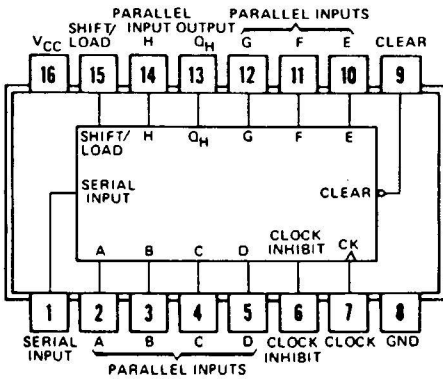 PARALLEL PARALLEL INPUTS
VCC SHIFT/ INPUT OUTPUT
LOAD H QH G F E CLEAR
16 15 14 13 12 11 10 9
SHIFT/ H QH G F E
LOAD
SERIAL
INPUT
CLEAR
CLOCK
INHIBIT CK
A B C D
1 2 3 4 5 6 7 8
SERIAL A B C D CLOCK CLOCK GND
INPUT INHIBIT
PARALLEL INPUTS